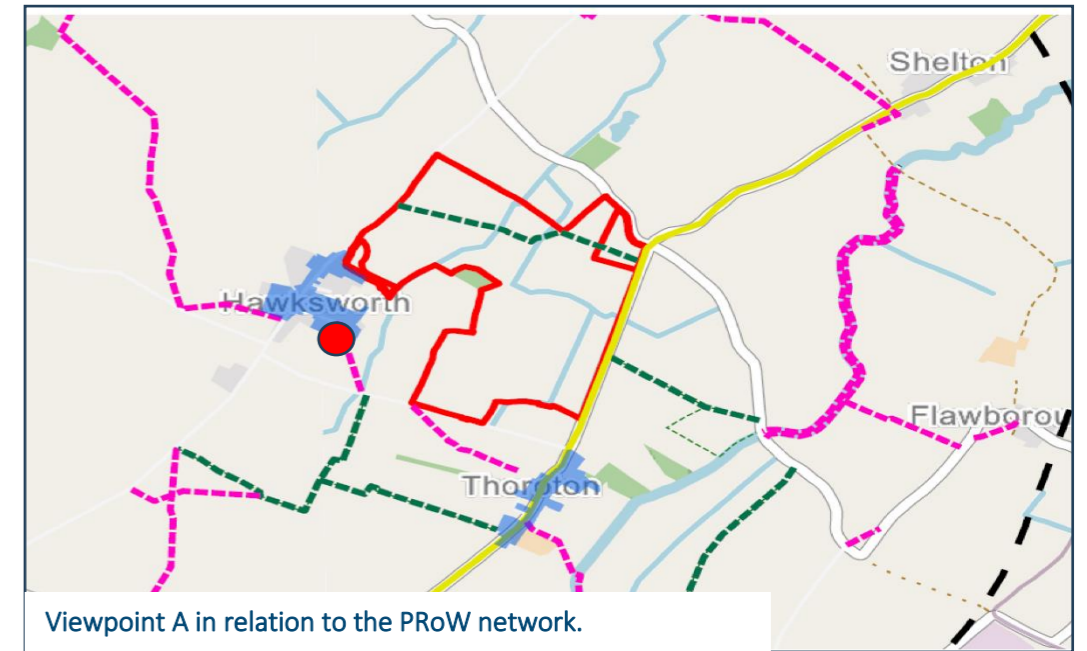 Shelton
Hawksworth
Flawborou
Thoroton
Viewpoint A in relation to the PRoW network.